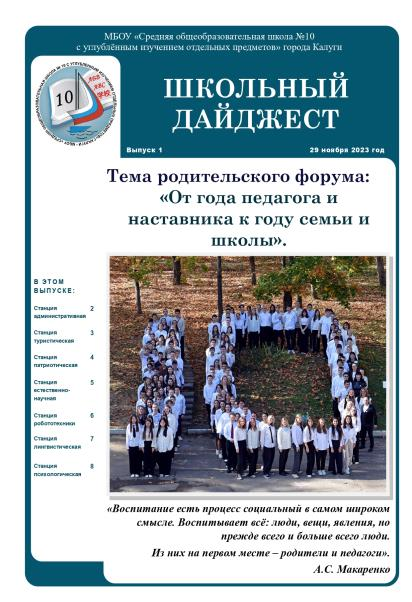 МБОУ «Средняя общеобразовательная школа №10
с углублённым изучением отдельных предметов» города Калуги
10
АБВ
ABC
学校
ШКОЛЬНЫЙ
ДАЙДЖЕСТ
Выпуск 1 29 ноября 2023 год
Тема родительского форума:
«От года педагога и
наставника к году семьи и
школы».
В ЭТОМ
ВЫПУСКЕ:
Станция 2
административная
Станция 3
туристическая
Станция 4
патриотическая
Станция 5
естественно-
научная
Станция 6
робототехники
Станция 7
лингвистическая
Станция 8
психологическая
«Воспитание есть процесс социальный в самом широком
смысле. Воспитывает всё: люди, вещи, явления, но
прежде всего и больше всего люди.
Из них на первом месте – родители и педагоги».
А.С. Макаренко